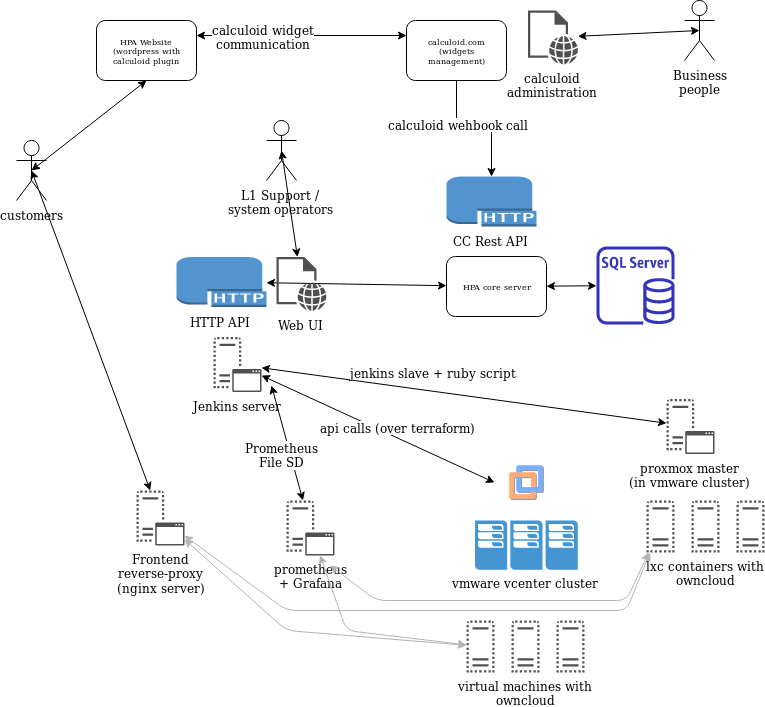 HPA Website
(wordpress with
calculoid plugin
calculoid widget
communication
calculoid.com
(widgets
management)
calculoid
administration
Business
people
calculoid wehbook call
customers
L1 Support /
system operators
HTTP
CC Rest API
HTTP
HTTP API
Web UI
HPA core server
SQL Server
Jenkins server
jenkins slave + ruby script
api calls (over terraform)
Prometheus
File SD
proxmox master
(in vmware cluster)
Frontend
reverse-proxy
(nginx server)
prometheus
+ Grafana
vmware vcenter cluster
lxc containers with
owncloud
virtual machines with
owncloud